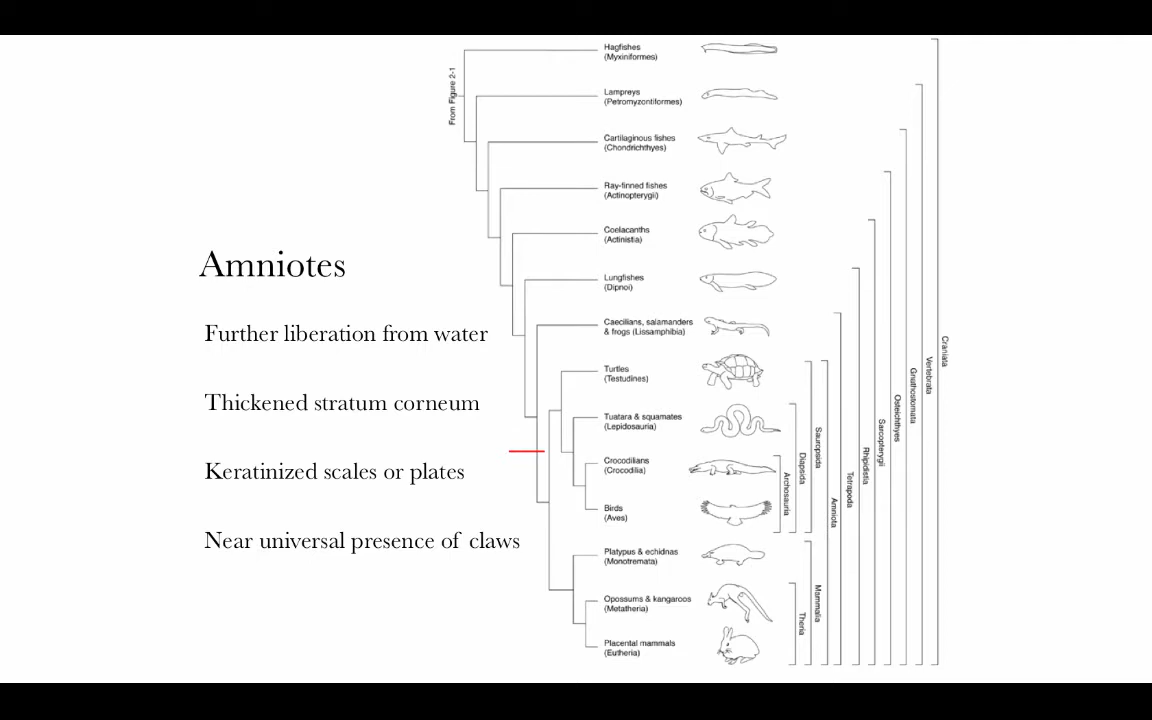 Amniotes
Further liberation from water
Thickened stratum corneum
Keratinized scales or plates
Near universal presence of claws
From Figure 2-1
Hagfishes
(Myxiniformes)
Lampreys
(Petromyzontiformes)
Cartilaginous fishes
(Chondrichthyes)
Ray-finned fishes
(Actinopterygii)
Coelacanths
(Actinistia)
Lungfishes
(Dipnoi)
Caecilians, salamanders
& frogs (Lissamphibia)
Turtles
(Testudines)
Tuatara & squamates
(Lepidosauria)
Crocodilians
(Crocodilia)
Birds
(Aves)
Platypus & echidnas
(Monotremata)
Opossums & kangaroos
(Metatheria)
Placental mammals
(Eutheria)
Archosauria
Diapsida
Sauropsida
Theria
Mammalia
Amniota
Tetrapoda
Rhipidistia
Sarcopterygii
Osteichthyes
Gnathostomata
Vertebrata
Craniata